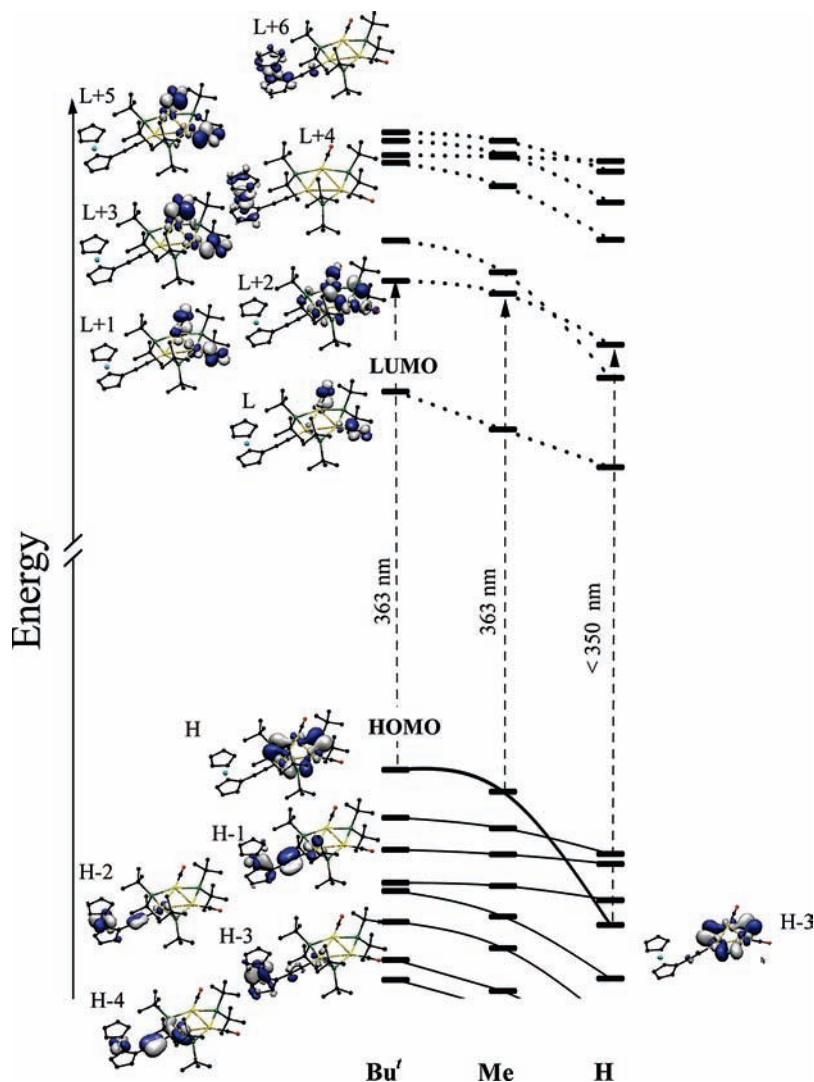 L+6
L+5
L+4
L+3
L+2
L+1
LUMO
L
Energy
363 nm
363 nm
< 350 nm
H
HOMO
H-1
H-2
H-3
H-3
H-4
Buᵗ
Me
H